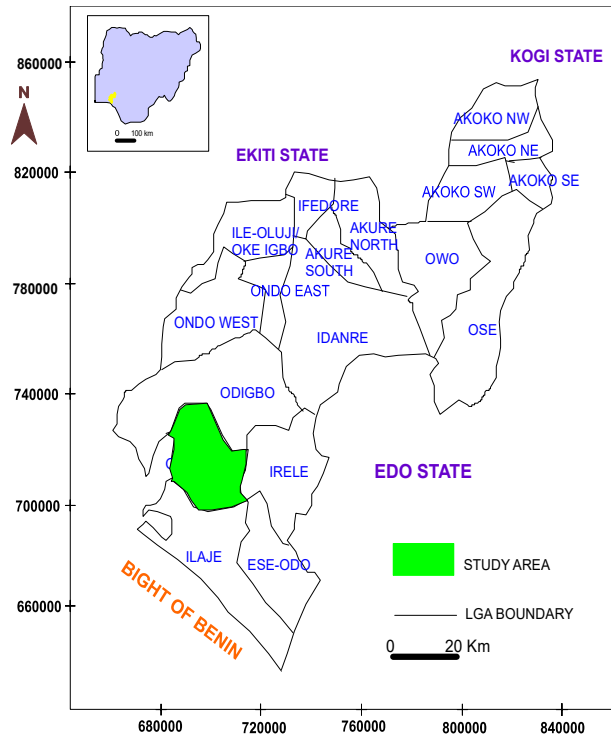 860000
820000
780000
740000
700000
660000
N
0 100 km
KOGI STATE
EKITI STATE
AKOKO NW
AKOKO NE
AKOKO SE
AKOKO SW
IFEDORE
ILE-OLUJI/
OKE IGBO
AKURE
NORTH
AKURE
SOUTH
OWO
ONDO EAST
ONDO WEST
IDANRE
OSE
ODIGBO
IRELE
EDO STATE
ILAJE
ESE-ODO
BIGHT OF BENIN
STUDY AREA
LGA BOUNDARY
0 20 Km
680000 720000 760000 800000 840000